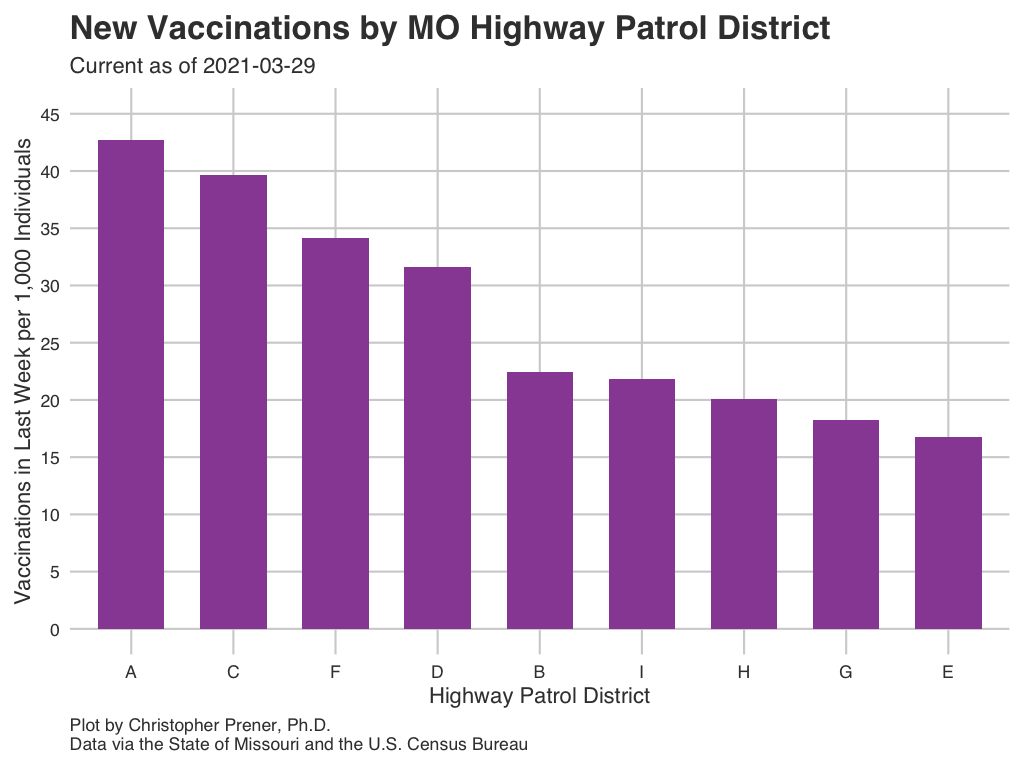 New Vaccinations by MO Highway Patrol District
Current as of 2021-03-29
Vaccinations in Last Week per 1,000 Individuals
45
40
35
30
25
20
15
10
5
0
A C F D B I H G E
Highway Patrol District
Plot by Christopher Prener, Ph.D.
Data via the State of Missouri and the U.S. Census Bureau